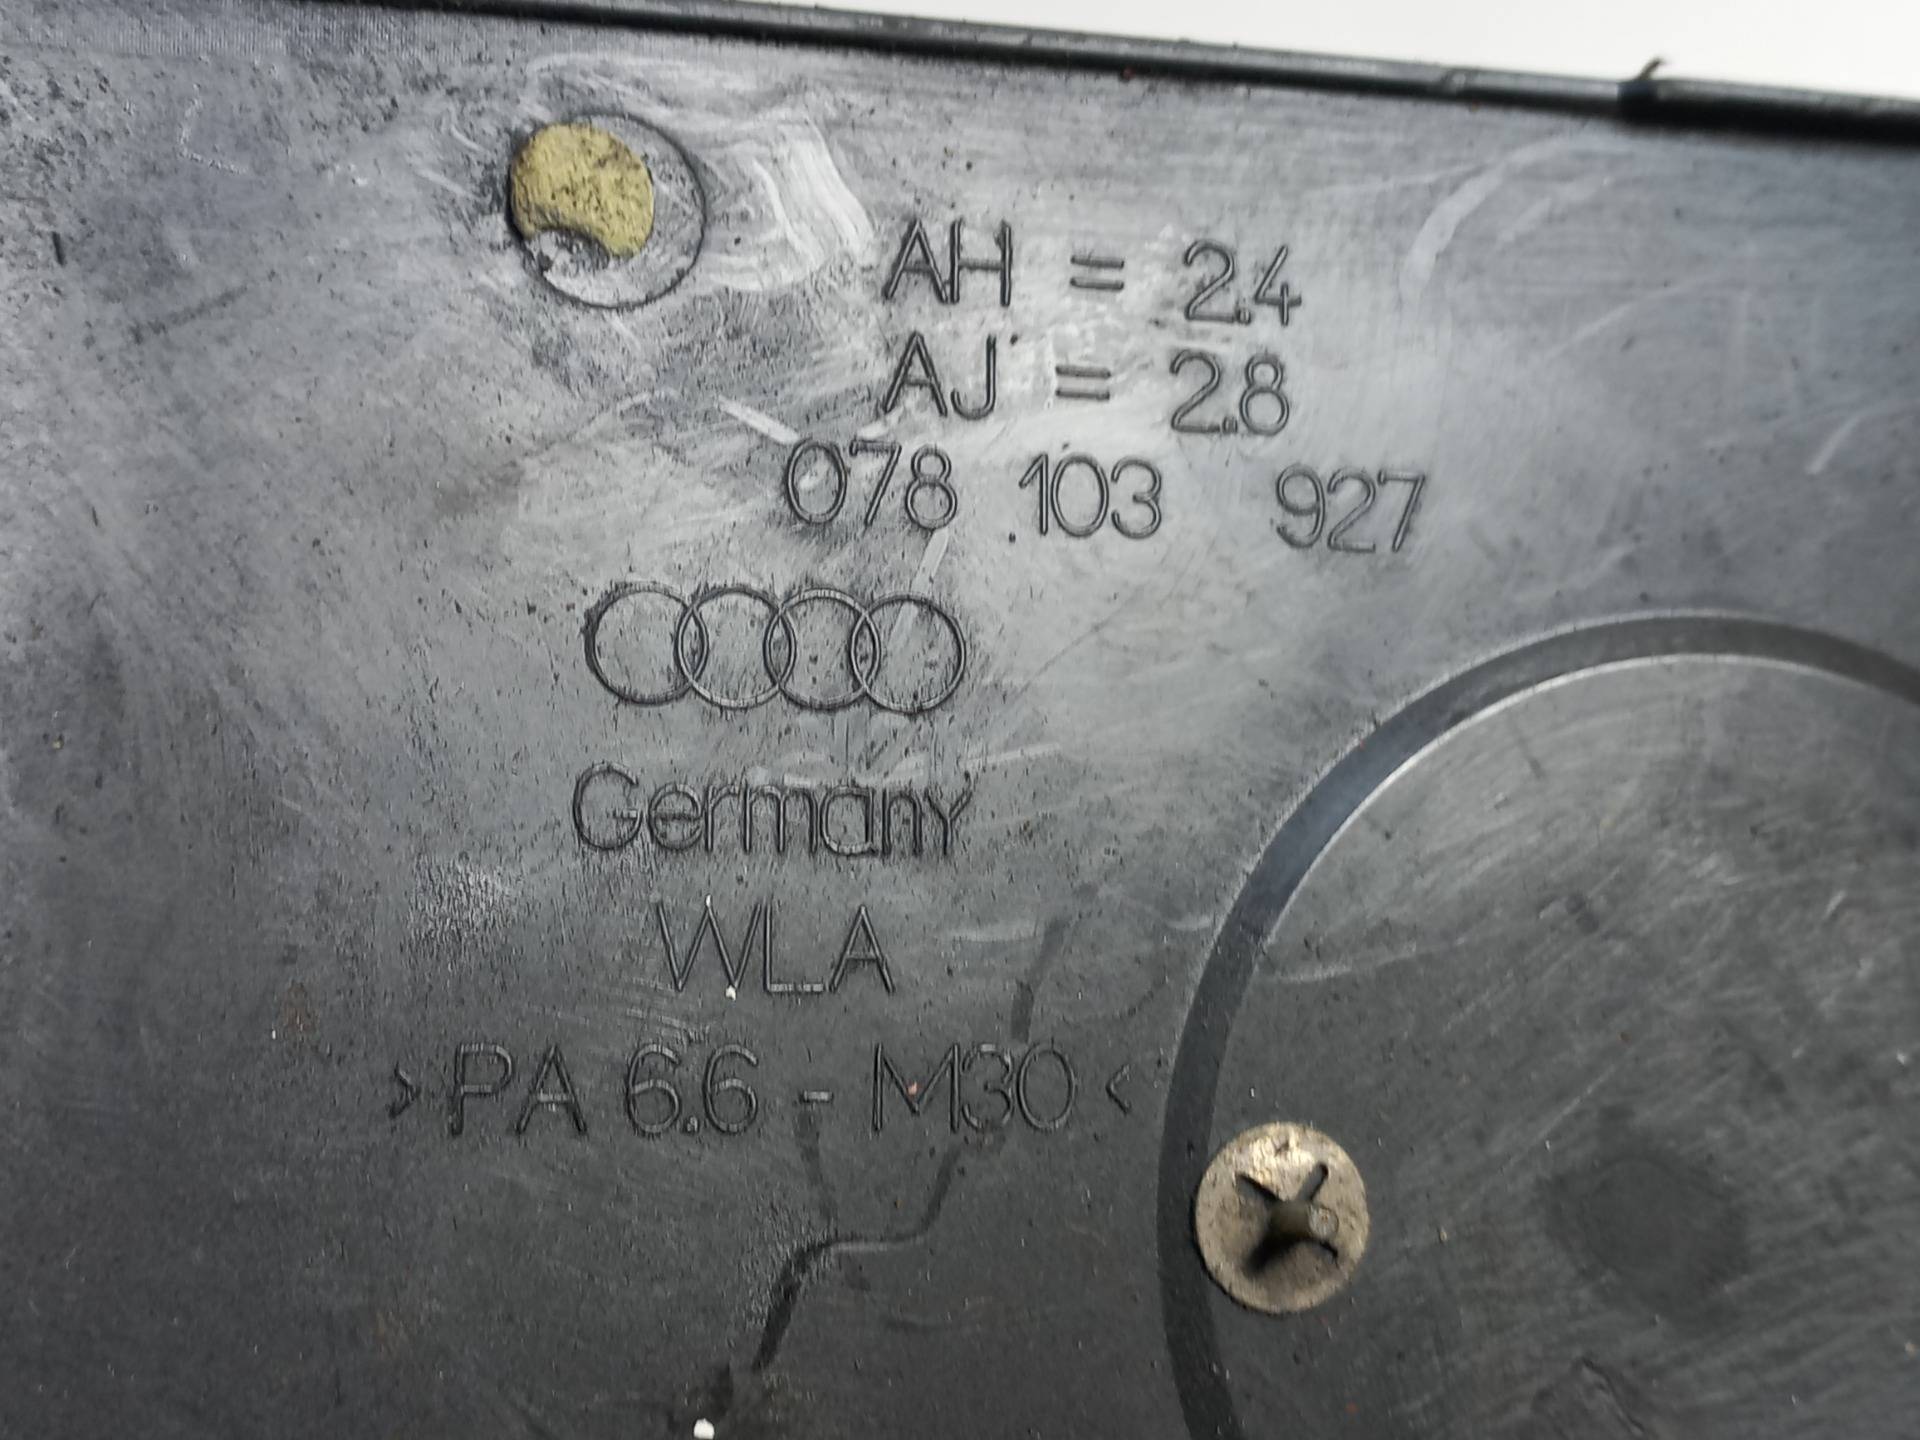 AH = 2.4
AJ = 2.8
078 103 927
Germany
WLA
>PA 6.6 - M30<